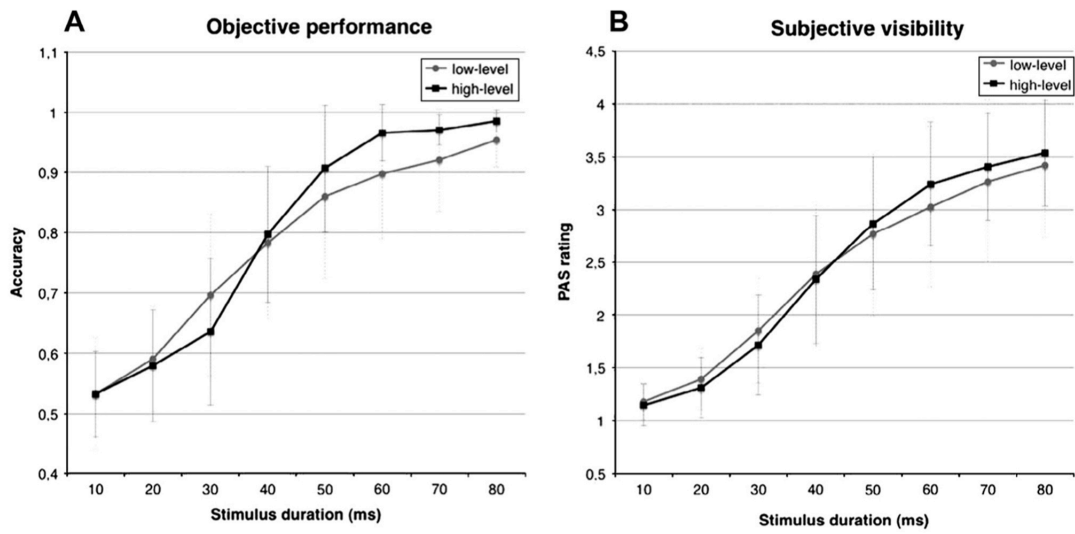 A
Objective performance
1,1
1
0,9
0,8
0,7
0,6
0,5
0,4
Accuracy
low-level
high-level
10 20 30 40 50 60 70 80
Stimulus duration (ms)
B
Subjective visibility
4,5
4
3,5
3
2,5
2
1,5
1
0,5
PAS rating
low-level
high-level
10 20 30 40 50 60 70 80
Stimulus duration (ms)